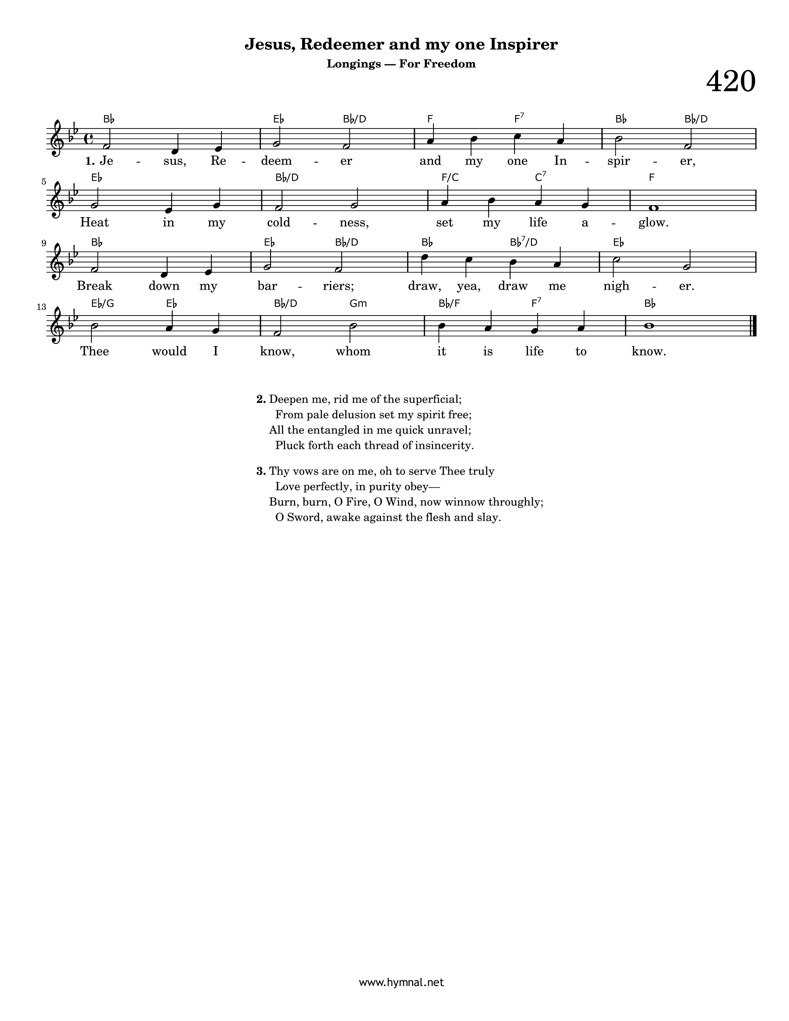 Jesus, Redeemer and my one Inspirer
Longings — For Freedom
420
B♭ E♭ B♭/D F F7 B♭ B♭/D
1. Je - sus, Re - deem - er and my one In - spir - er,
5
E♭ B♭/D F/C C7 F
Heat in my cold - ness, set my life a - glow.
9
B♭ E♭ B♭/D B♭ B♭7/D E♭
Break down my bar - riers; draw, yea, draw me nigh - er.
13
E♭/G E♭ B♭/D Gm B♭/F F7 B♭
Thee would I know, whom it is life to know.
2. Deepen me, rid me of the superficial;
From pale delusion set my spirit free;
All the entangled in me quick unravel;
Pluck forth each thread of insincerity.
3. Thy vows are on me, oh to serve Thee truly
Love perfectly, in purity obey—
Burn, burn, O Fire, O Wind, now winnow throughly;
O Sword, awake against the flesh and slay.
www.hymnal.net